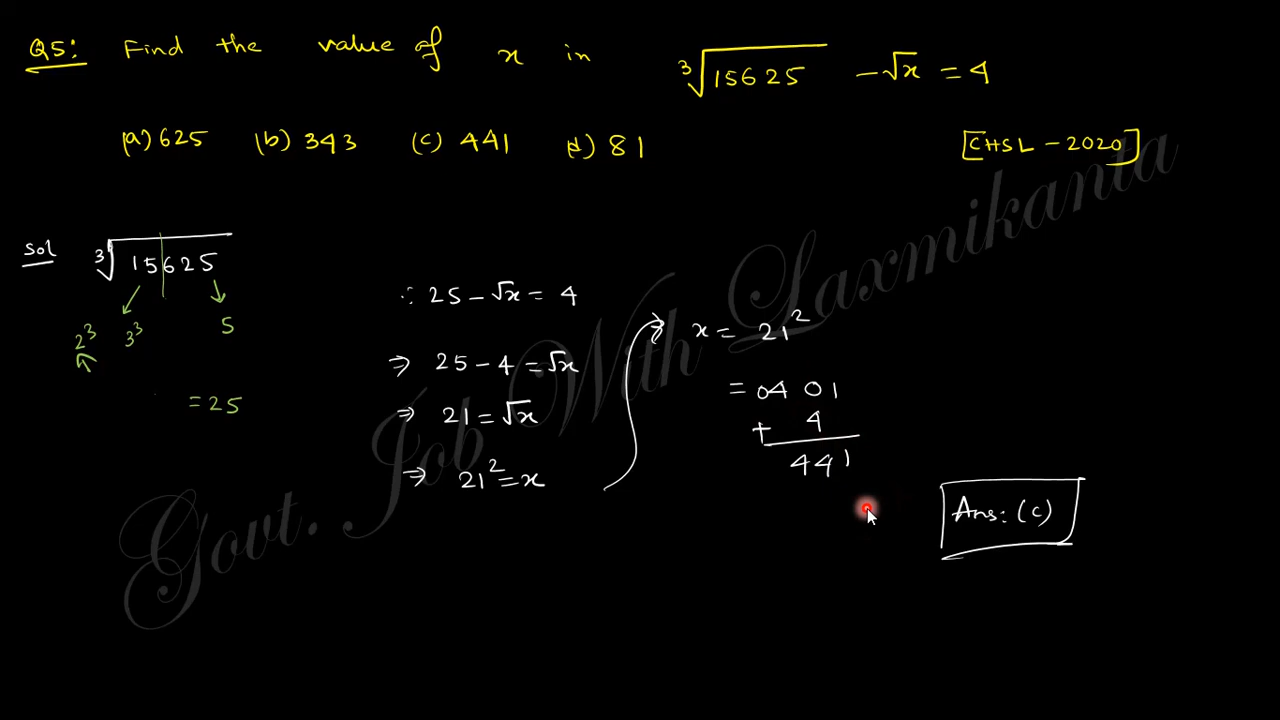 Q5: Find the value of x in ∛15625 - √x = 4
(a) 625 (b) 343 (c) 441 (d) 81
[CHSL - 2020]
Sol ∛15625
2³ 3³ 5
= 25
∴ 25 - √x = 4
⇒ 25 - 4 = √x
⇒ 21 = √x
⇒ 21² = x
⇒ x = 21²
= 0401
+ 4
441
Ans: (c)
Govt. Job With Laxmikanta